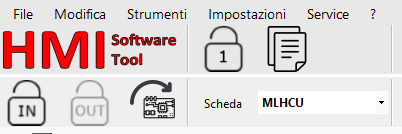 File Modifica Strumenti Impostazioni Service ?
HMI Software Tool 1
IN OUT Scheda MLHCU